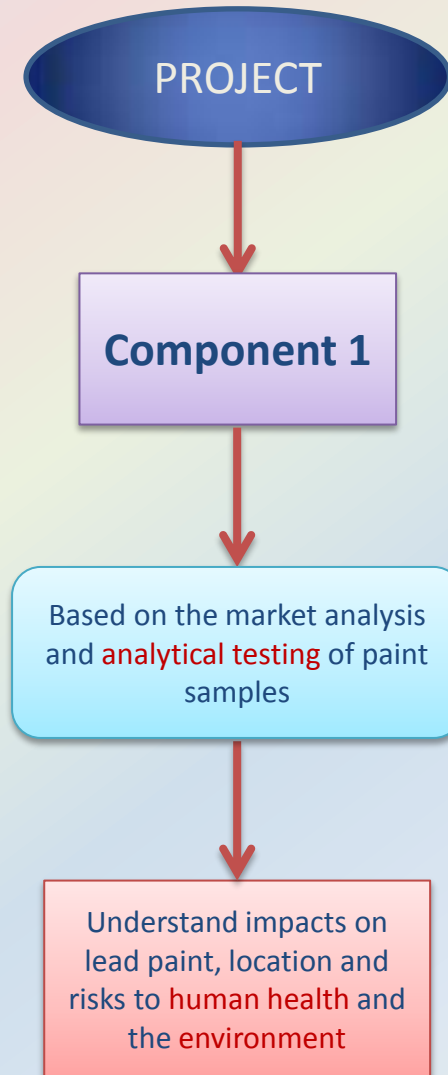 PROJECT
Component 1
Based on the market analysis
and analytical testing of paint
samples
Understand impacts on
lead paint, location and
risks to human health and
the environment